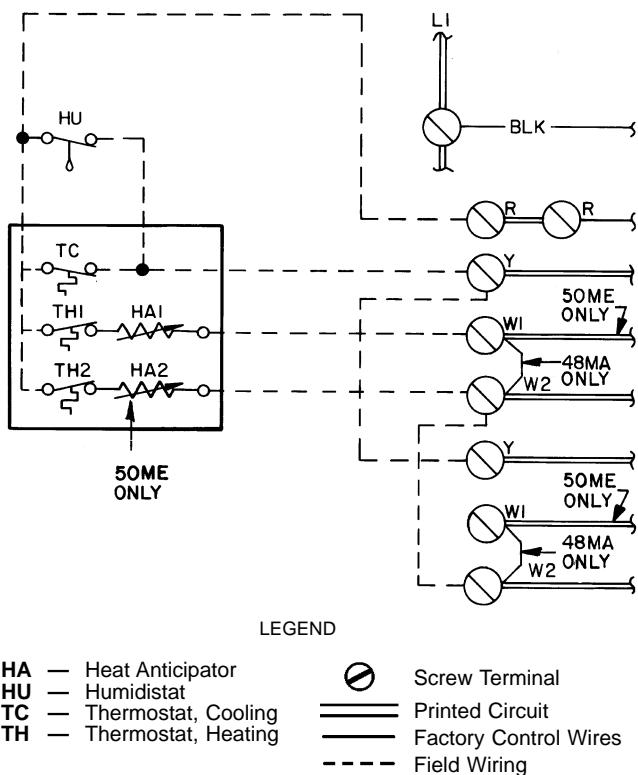 L1
HU
BLK
R R
TC
Y
50ME
ONLY
TH1 HA1
W1
48MA
ONLY
TH2 HA2
W2
50ME
ONLY
Y
50ME
ONLY
W1
48MA
ONLY
W2
LEGEND
HA — Heat Anticipator
HU — Humidistat
TC — Thermostat, Cooling
TH — Thermostat, Heating
Screw Terminal
Printed Circuit
Factory Control Wires
Field Wiring